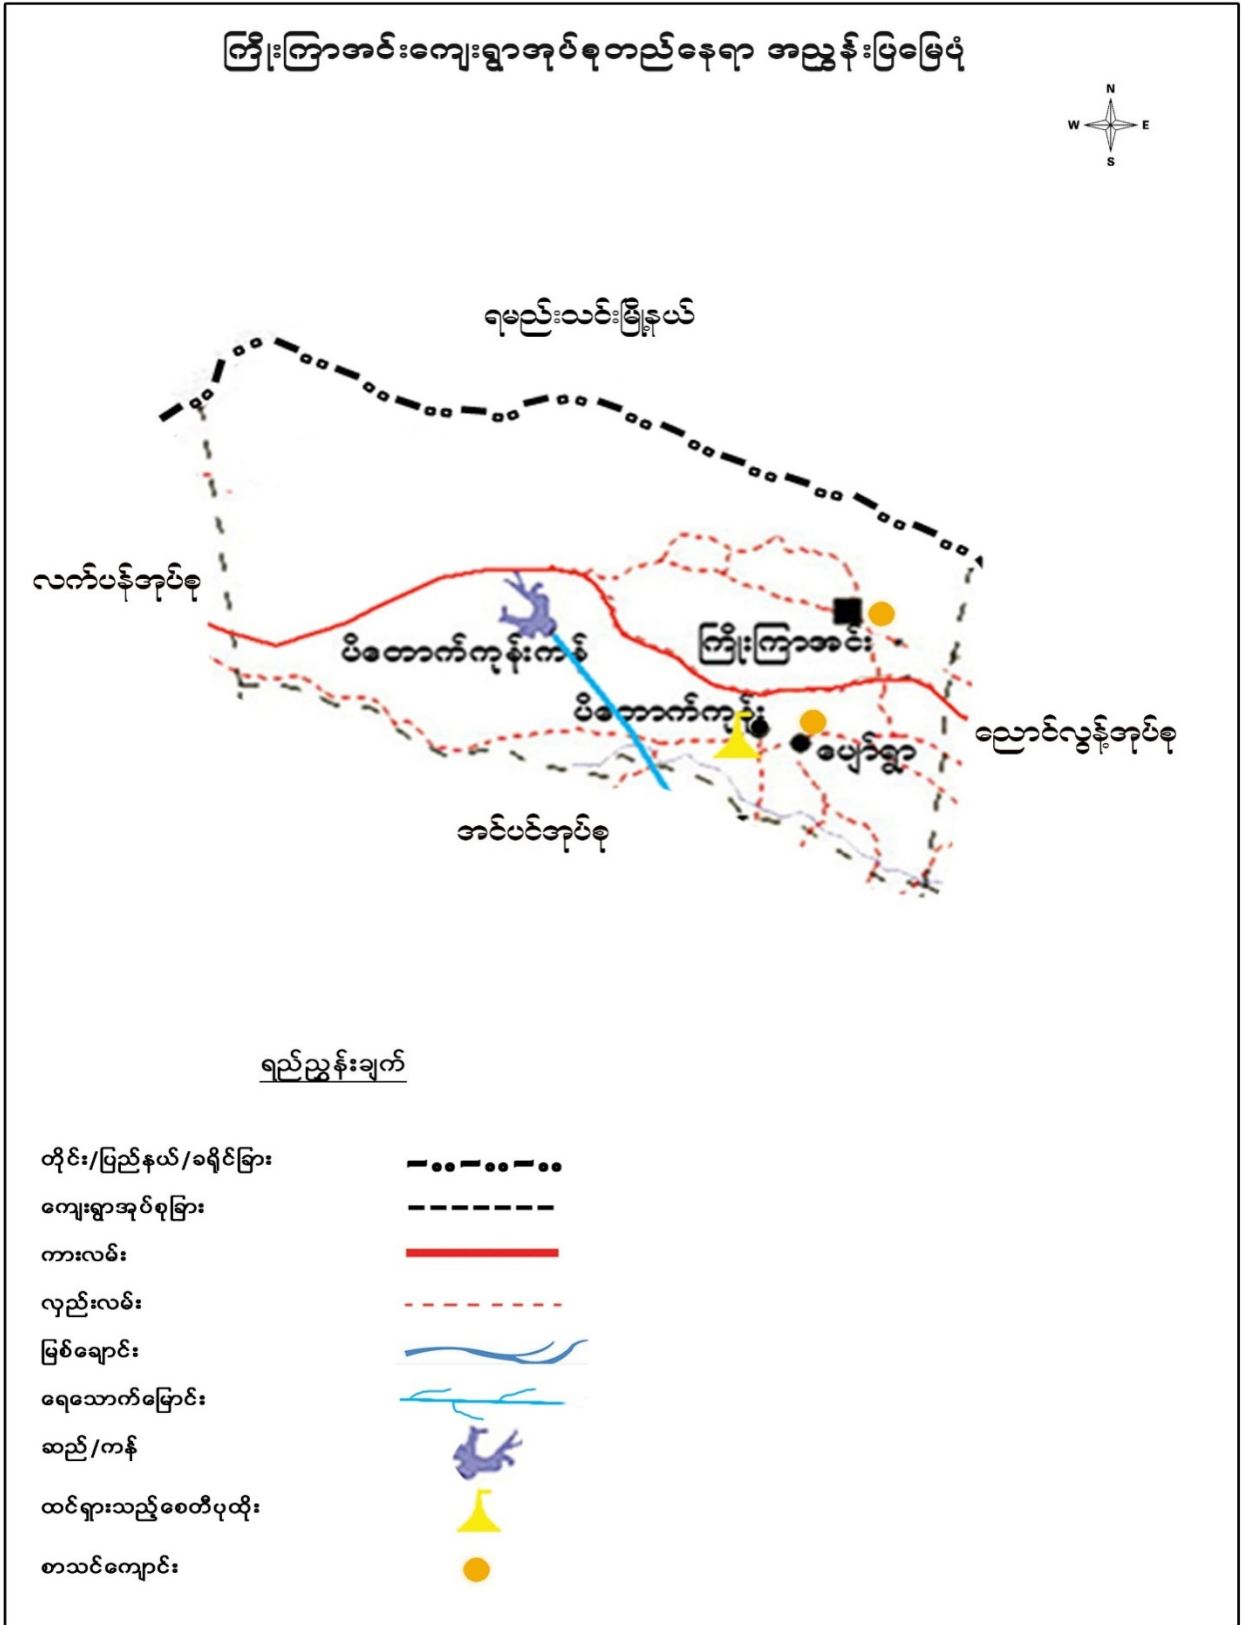 ကြိုးကြာအင်းကျေးရွာအုပ်စုတည်နေရာ အညွှန်းပြမြေပုံ
N
W E
S
ရမည်းသင်းမြို့နယ်
လက်ပန်အုပ်စု
ကြိုးကြာအင်း
ပိတောက်ကုန်းကန်
ပိတောက်ကုန်း
ညောင်လွန့်အုပ်စု
ပျော်ရွာ
အင်ပင်အုပ်စု
ရည်ညွှန်းချက်
တိုင်း/ပြည်နယ်/ခရိုင်ခြား
ကျေးရွာအုပ်စုခြား
ကားလမ်း
လှည်းလမ်း
မြစ်ချောင်း
ရေသောက်မြောင်း
ဆည်/ကန်
ထင်ရှားသည့်စေတီပုထိုး
စာသင်ကျောင်း